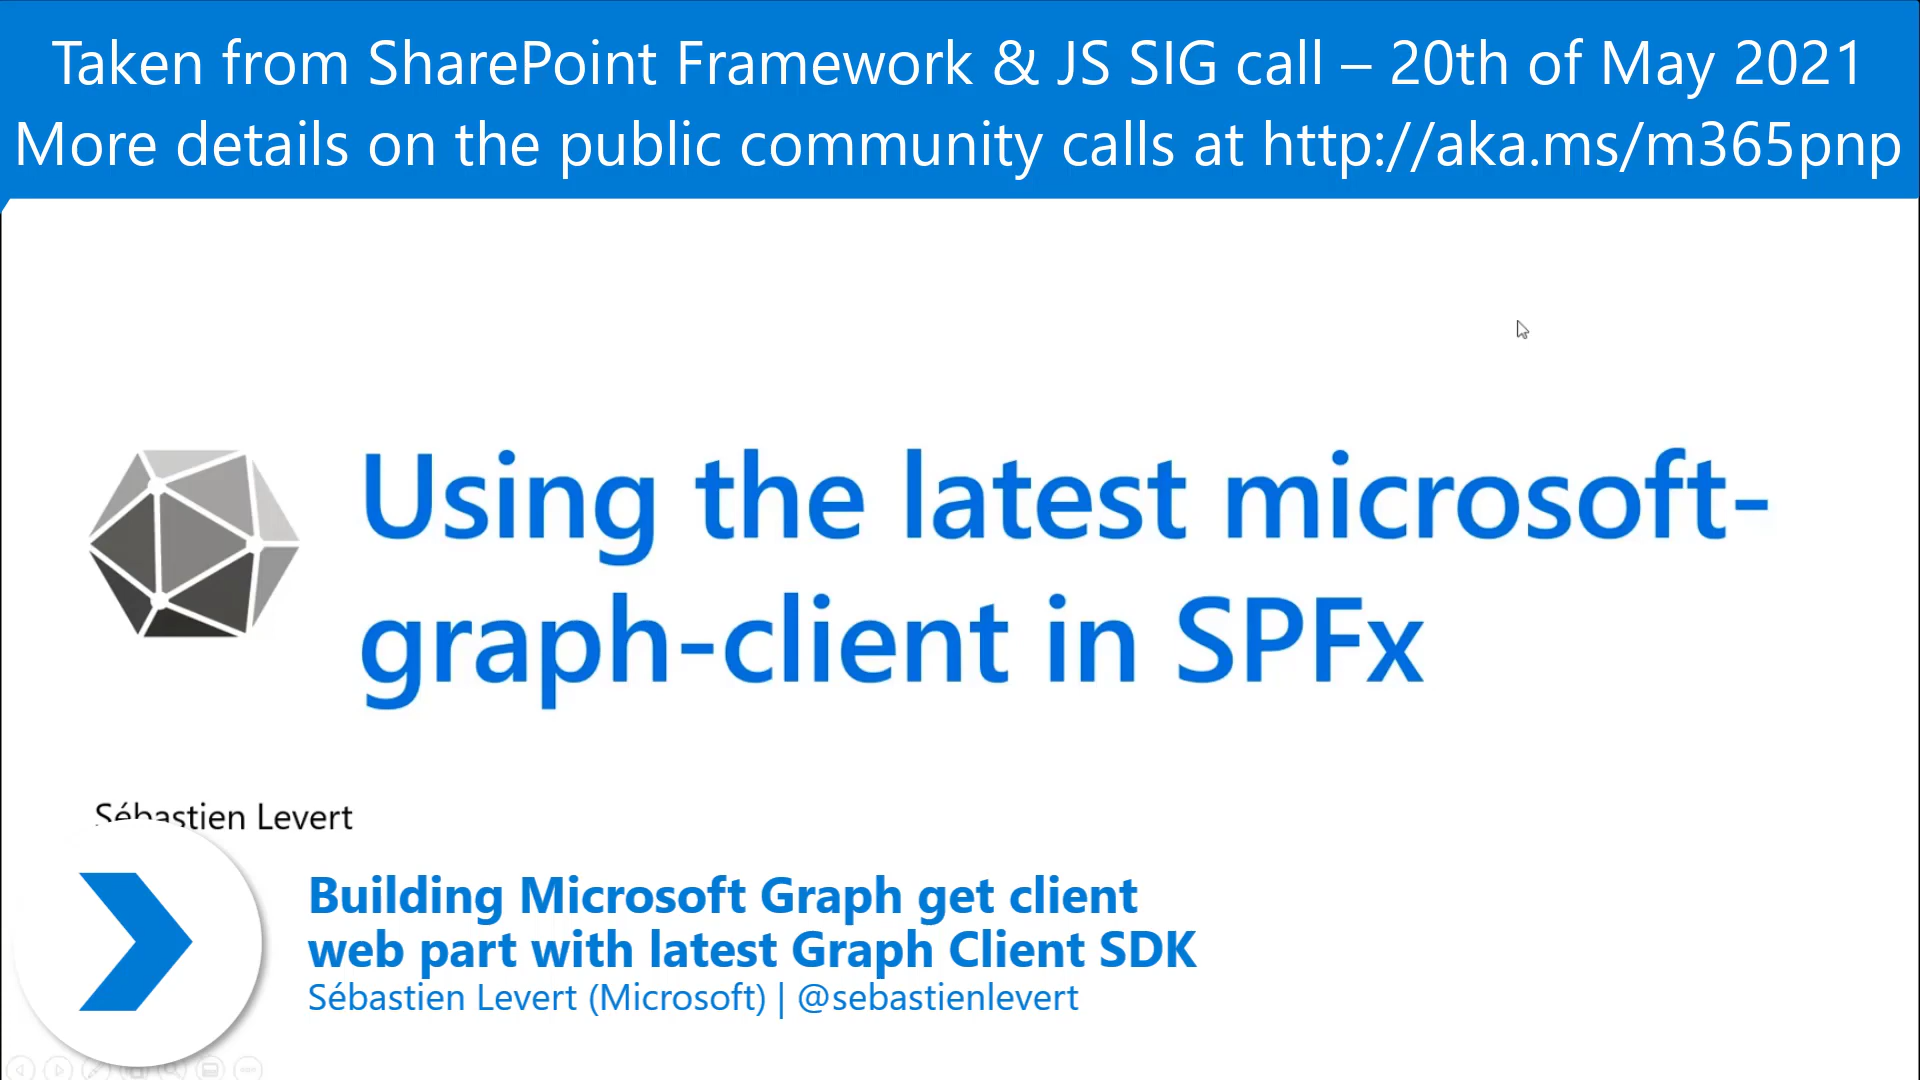 Taken from SharePoint Framework & JS SIG call – 20th of May 2021
More details on the public community calls at http://aka.ms/m365pnp
Using the latest microsoft-
graph-client in SPFx
Sébastien Levert
Building Microsoft Graph get client
web part with latest Graph Client SDK
Sébastien Levert (Microsoft) | @sebastienlevert